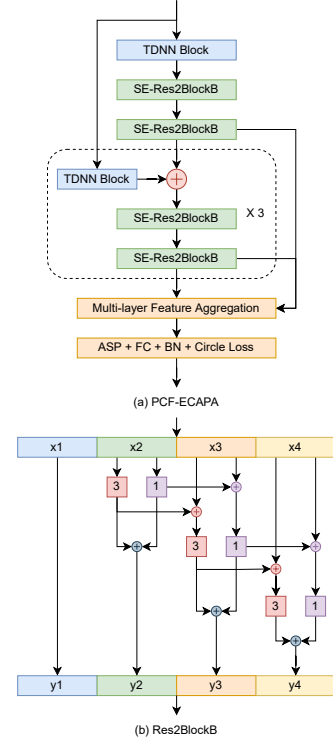 TDNN Block
SE-Res2BlockB
SE-Res2BlockB
TDNN Block
SE-Res2BlockB
X 3
SE-Res2BlockB
Multi-layer Feature Aggregation
ASP + FC + BN + Circle Loss
(a) PCF-ECAPA
x1 x2 x3 x4
3 1
3 1
3 1
y1 y2 y3 y4
(b) Res2BlockB